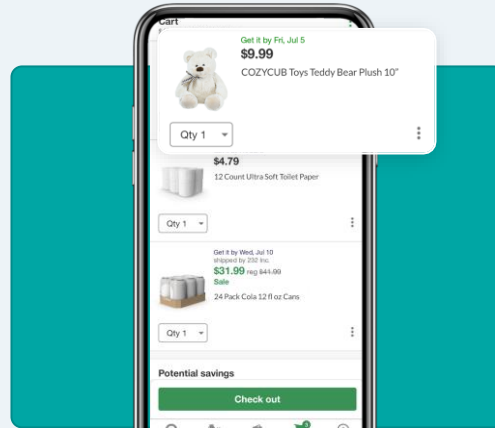 Cart
Get it by Fri, Jul 5
$9.99
COZYCUB Toys Teddy Bear Plush 10"
Qty 1
$4.79
12 Count Ultra Soft Toilet Paper
Qty 1
Get it by Wed, Jul 10
shipped by 232 Inc.
$31.99 reg $41.99
Sale
24 Pack Cola 12 fl oz Cans
Qty 1
Potential savings
Check out